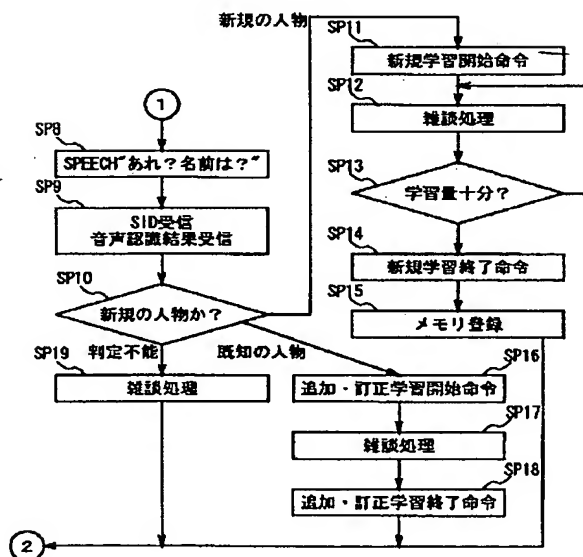 1
SP8
SPEECH"あれ？名前は？"
SP9
SID受信
音声認識結果受信
SP10
新規の人物か？
新規の人物
判定不能
既知の人物
SP19
雑談処理
SP11
新規学習開始命令
SP12
雑談処理
SP13
学習量十分？
SP14
新規学習終了命令
SP15
メモリ登録
SP16
追加・訂正学習開始命令
SP17
雑談処理
SP18
追加・訂正学習終了命令
2